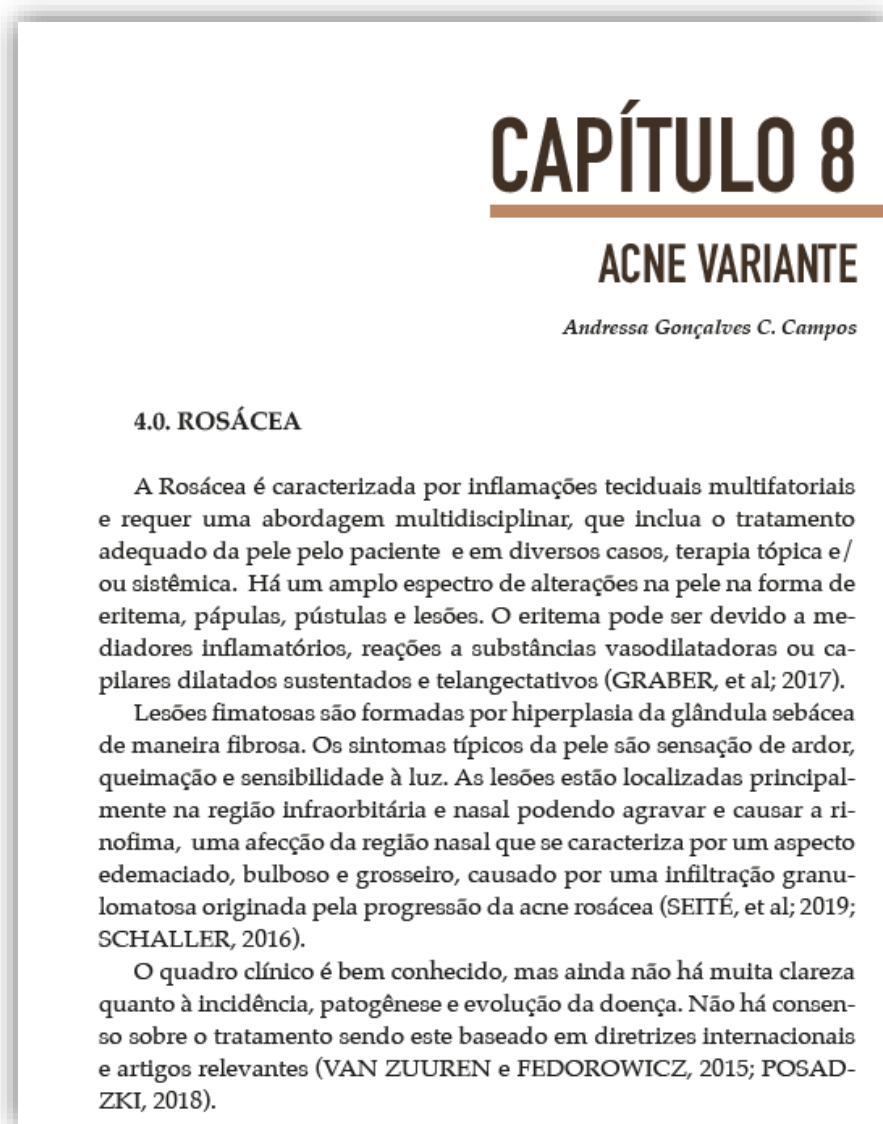 CAPÍTULO 8
ACNE VARIANTE
Andressa Gonçalves C. Campos
4.0. ROSÁCEA
A Rosácea é caracterizada por inflamações teciduais multifatoriais
e requer uma abordagem multidisciplinar, que inclua o tratamento
adequado da pele pelo paciente e em diversos casos, terapia tópica e/
ou sistêmica. Há um amplo espectro de alterações na pele na forma de
eritema, pápulas, pústulas e lesões. O eritema pode ser devido a me-
diadores inflamatórios, reações a substâncias vasodilatadoras ou ca-
pilares dilatados sustentados e telangectativos (GRABER, et al; 2017).
Lesões fimatosas são formadas por hiperplasia da glândula sebácea
de maneira fibrosa. Os sintomas típicos da pele são sensação de ardor,
queimação e sensibilidade à luz. As lesões estão localizadas principal-
mente na região infraorbitária e nasal podendo agravar e causar a ri-
nofima, uma afecção da região nasal que se caracteriza por um aspecto
edemaciado, bulboso e grosseiro, causado por uma infiltração granu-
lomatosa originada pela progressão da acne rosácea (SEITÉ, et al; 2019;
SCHALLER, 2016).
O quadro clínico é bem conhecido, mas ainda não há muita clareza
quanto à incidência, patogênese e evolução da doença. Não há consen-
so sobre o tratamento sendo este baseado em diretrizes internacionais
e artigos relevantes (VAN ZUUREN e FEDOROWICZ, 2015; POSAD-
ZKI, 2018).